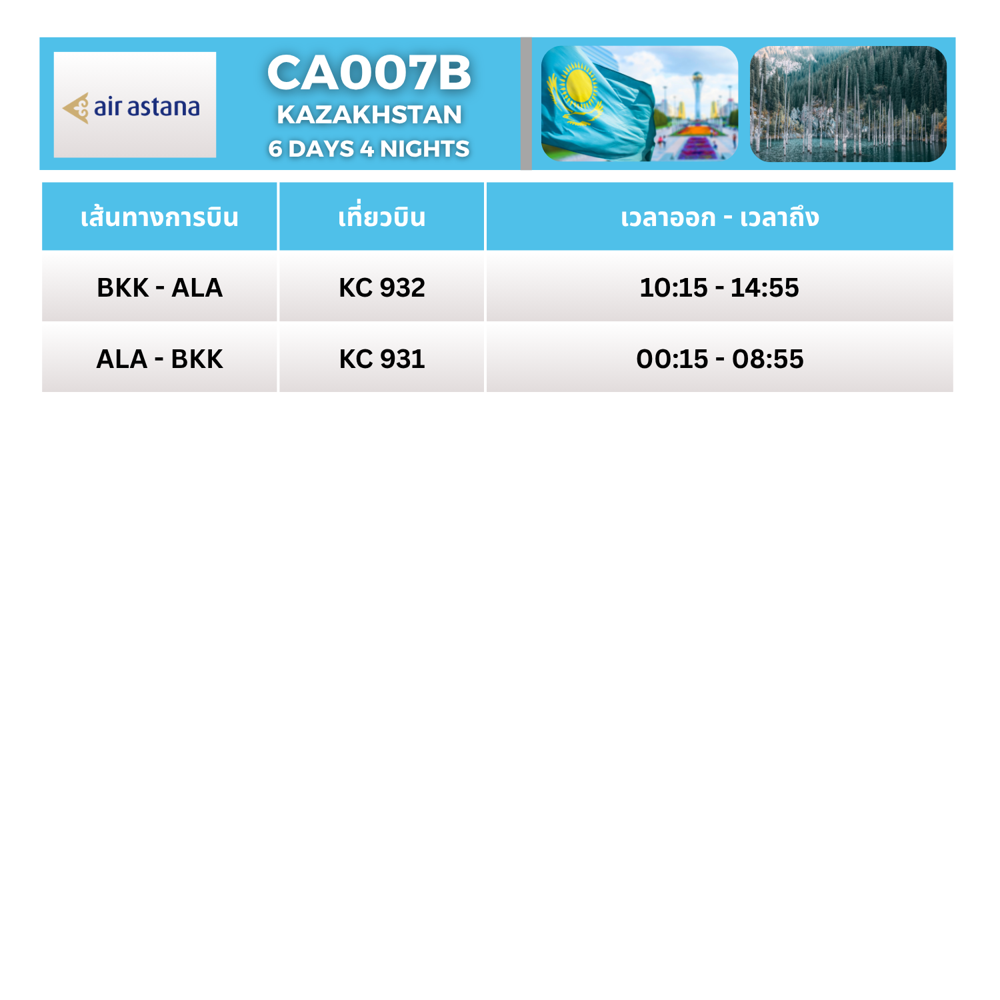 air astana
CA007B
KAZAKHSTAN
6 DAYS 4 NIGHTS
เส้นทางการบิน เที่ยวบิน เวลาออก - เวลาถึง
BKK - ALA KC 932 10:15 - 14:55
ALA - BKK KC 931 00:15 - 08:55